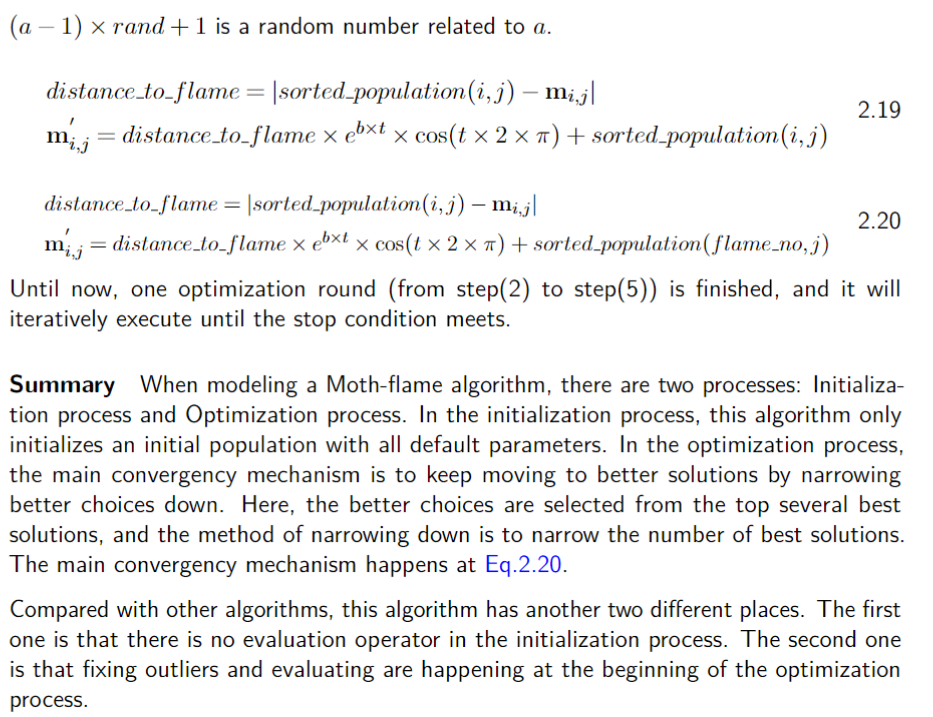 (a − 1) × rand + 1 is a random number related to a.
distance_to_flame = |sorted_population(i, j) − m_{i,j}|
m′_{i,j} = distance_to_flame × e^{b×t} × cos(t × 2 × π) + sorted_population(i, j)
2.19
distance_to_flame = |sorted_population(i, j) − m_{i,j}|
m′_{i,j} = distance_to_flame × e^{b×t} × cos(t × 2 × π) + sorted_population(flame_no, j)
2.20
Until now, one optimization round (from step(2) to step(5)) is finished, and it will
iteratively execute until the stop condition meets.
Summary When modeling a Moth-flame algorithm, there are two processes: Initializa-
tion process and Optimization process. In the initialization process, this algorithm only
initializes an initial population with all default parameters. In the optimization process,
the main convergency mechanism is to keep moving to better solutions by narrowing
better choices down. Here, the better choices are selected from the top several best
solutions, and the method of narrowing down is to narrow the number of best solutions.
The main convergency mechanism happens at Eq.2.20.
Compared with other algorithms, this algorithm has another two different places. The first
one is that there is no evaluation operator in the initialization process. The second one
is that fixing outliers and evaluating are happening at the beginning of the optimization
process.